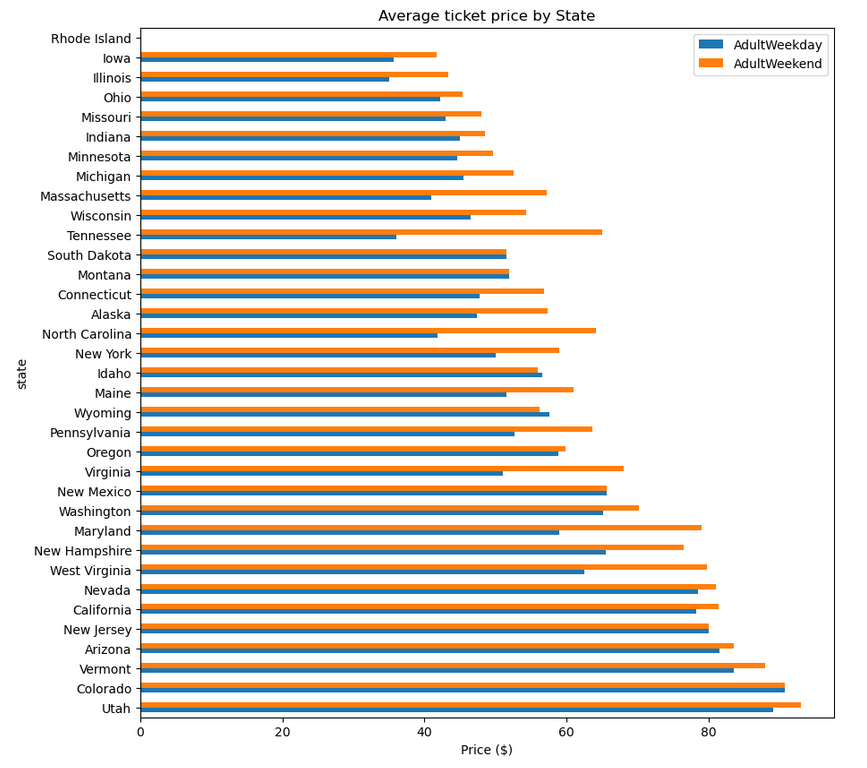 Average ticket price by State
AdultWeekday
AdultWeekend
Rhode Island
Iowa
Illinois
Ohio
Missouri
Indiana
Minnesota
Michigan
Massachusetts
Wisconsin
Tennessee
South Dakota
Montana
Connecticut
Alaska
North Carolina
New York
Idaho
Maine
Wyoming
Pennsylvania
Oregon
Virginia
New Mexico
Washington
Maryland
New Hampshire
West Virginia
Nevada
California
New Jersey
Arizona
Vermont
Colorado
Utah
state
0 20 40 60 80
Price ($)